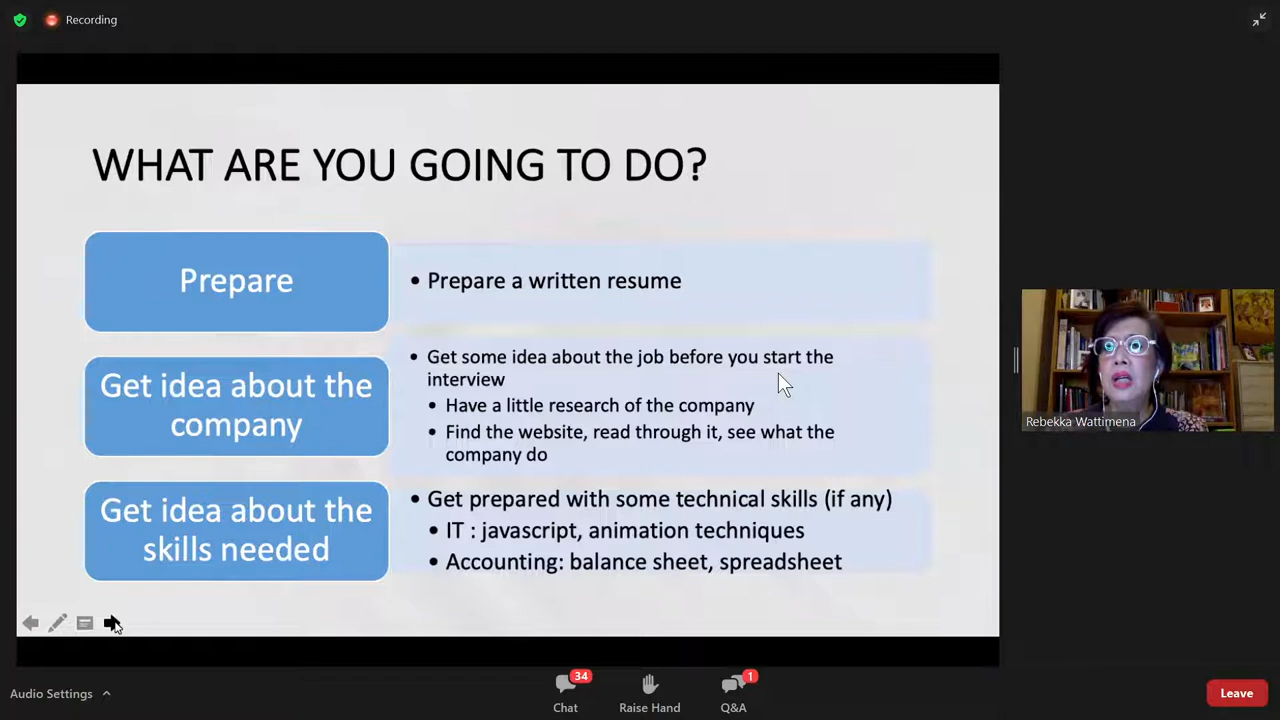 Recording
WHAT ARE YOU GOING TO DO?
Prepare
• Prepare a written resume
Get idea about the
company
• Get some idea about the job before you start the
interview
• Have a little research of the company
• Find the website, read through it, see what the
company do
Get idea about the
skills needed
• Get prepared with some technical skills (if any)
• IT : javascript, animation techniques
• Accounting: balance sheet, spreadsheet
Rebekka Wattimena
Audio Settings
34
Chat
Raise Hand
1
Q&A
Leave